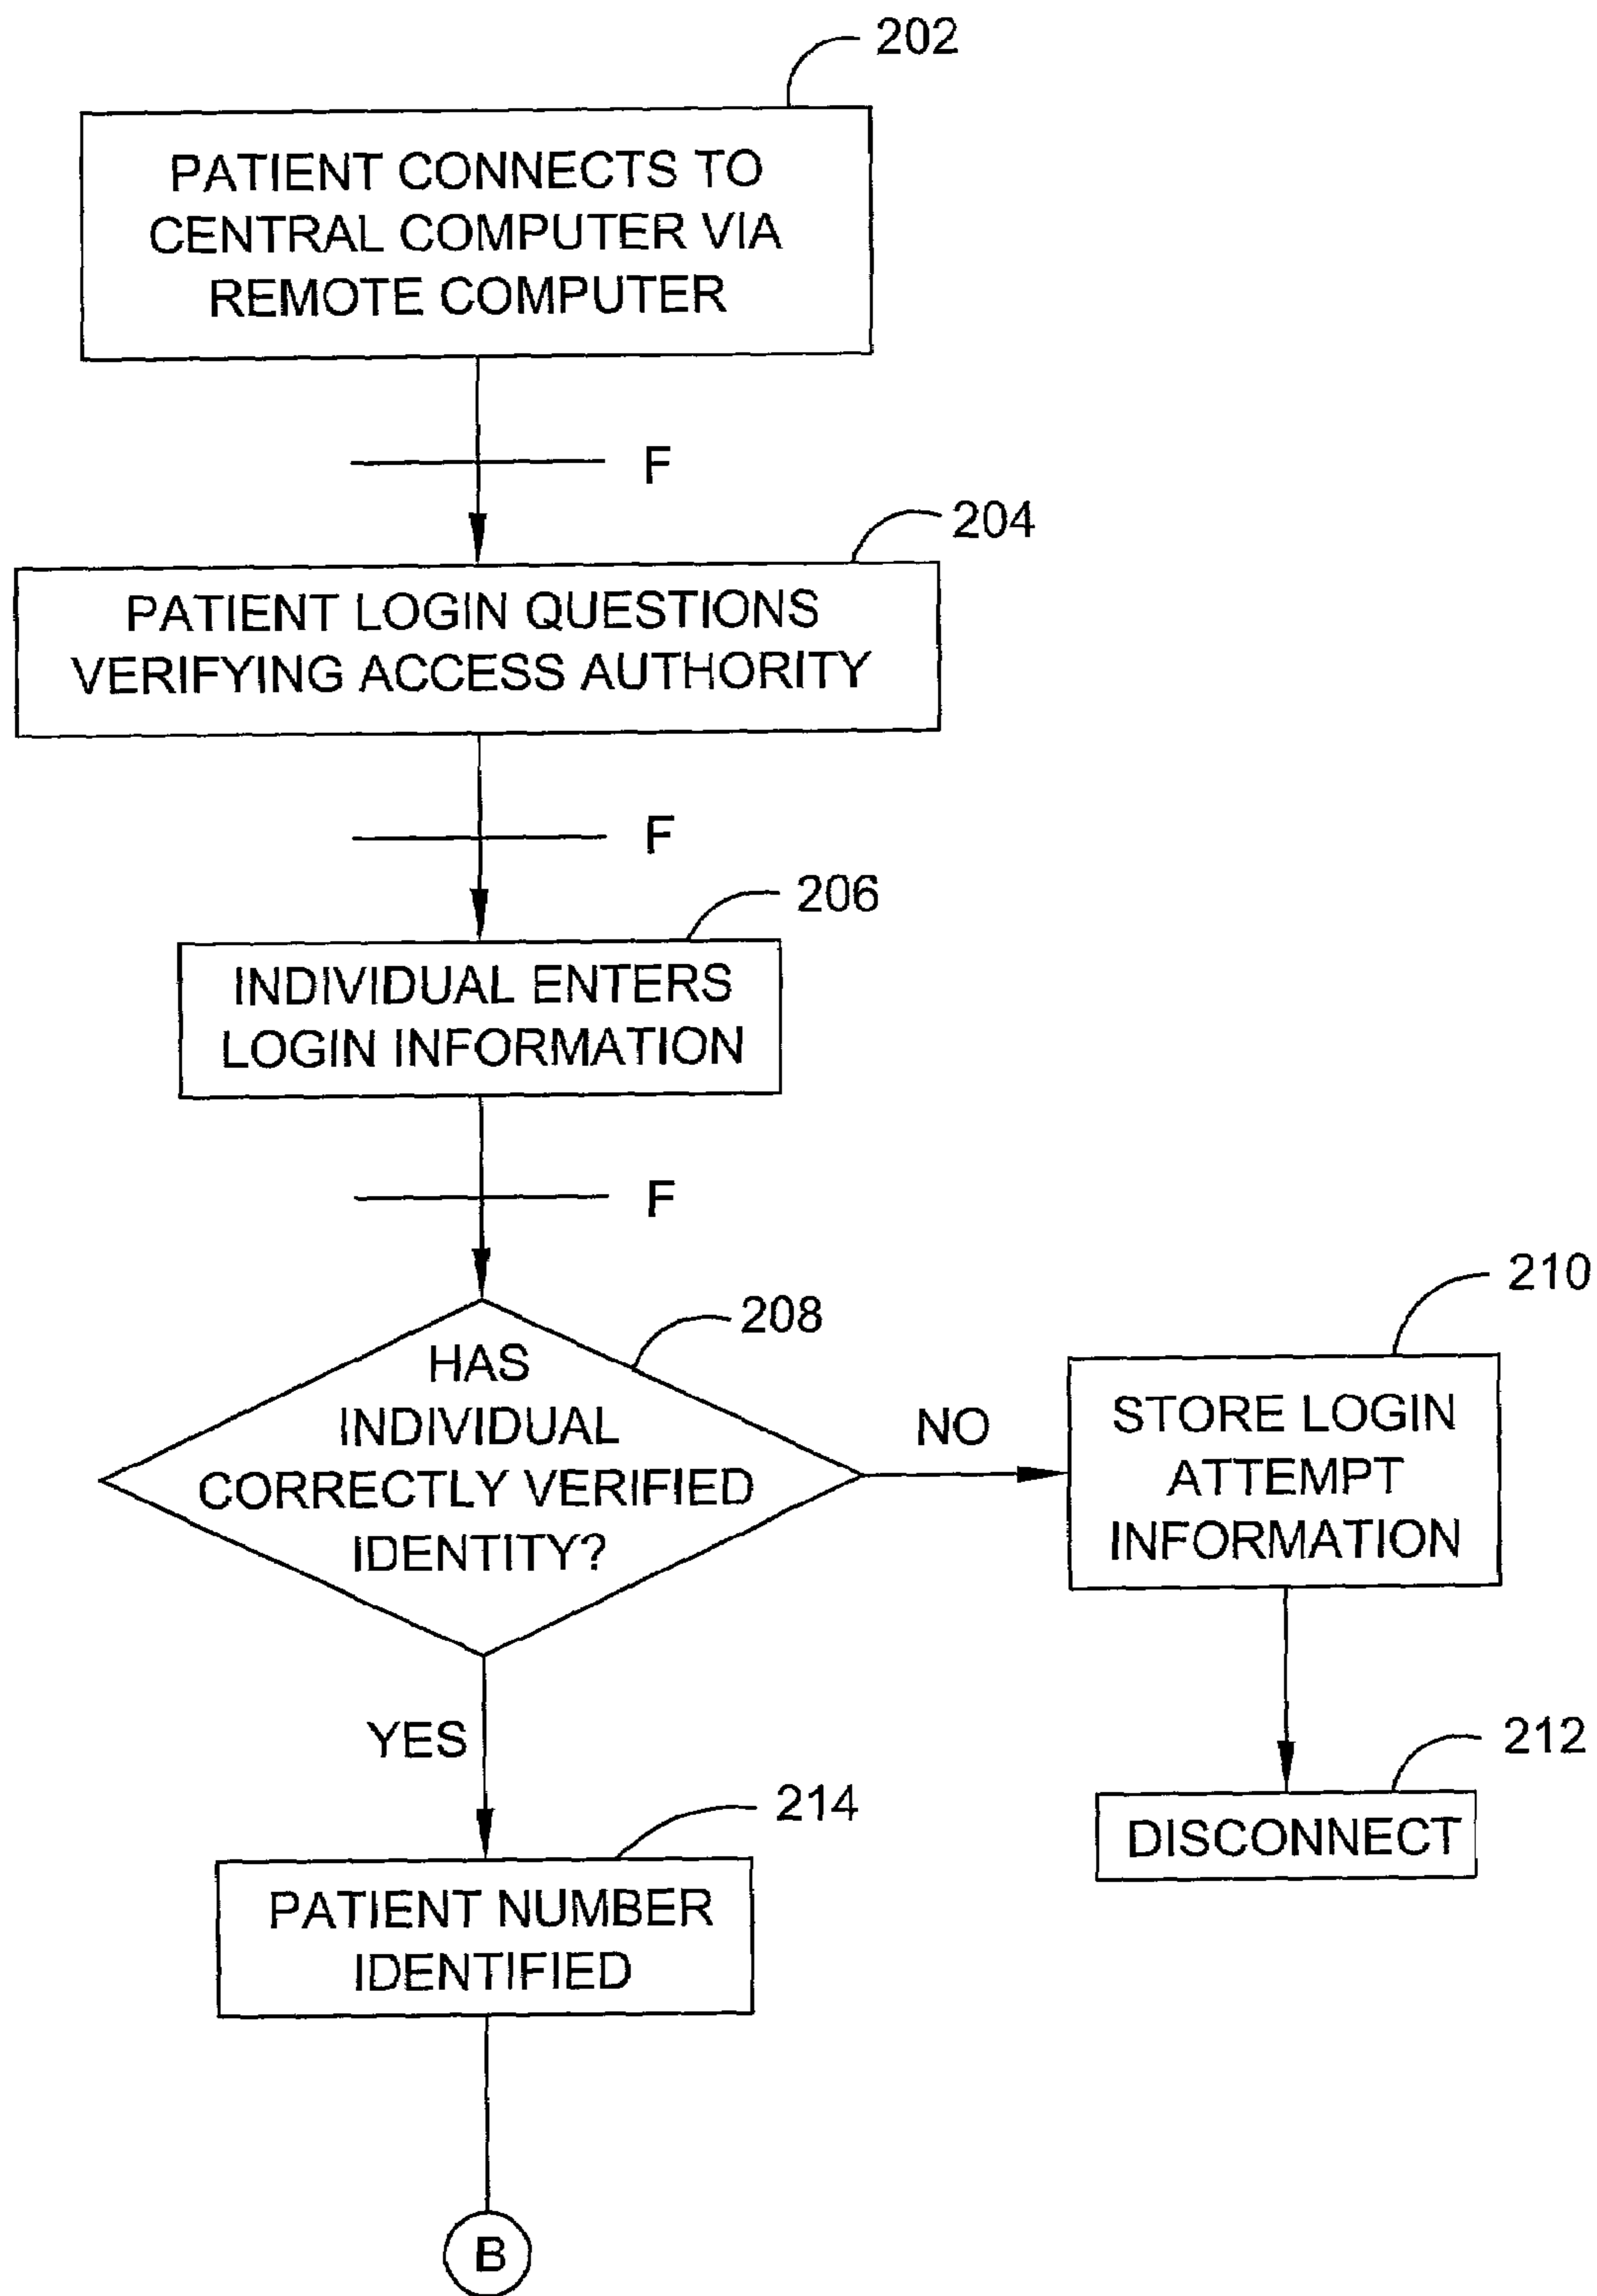 202
PATIENT CONNECTS TO
CENTRAL COMPUTER VIA
REMOTE COMPUTER
F
204
PATIENT LOGIN QUESTIONS
VERIFYING ACCESS AUTHORITY
F
206
INDIVIDUAL ENTERS
LOGIN INFORMATION
F
208
HAS
INDIVIDUAL
CORRECTLY VERIFIED
IDENTITY?
NO
210
STORE LOGIN
ATTEMPT
INFORMATION
YES
212
DISCONNECT
214
PATIENT NUMBER
IDENTIFIED
B